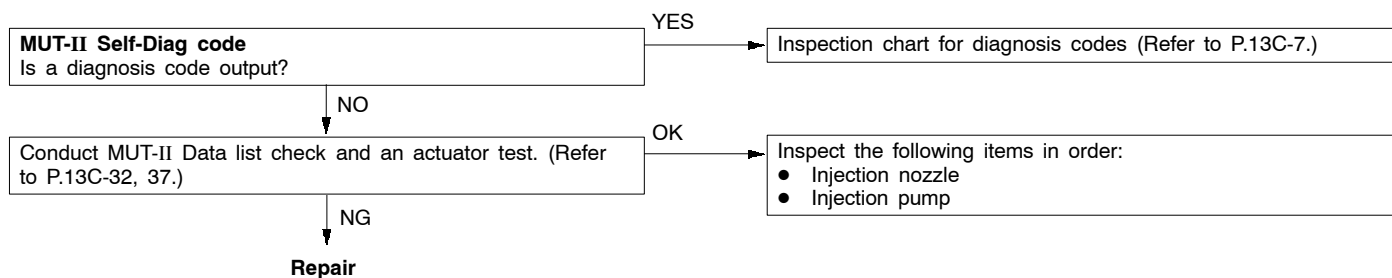 YES
MUT-II Self-Diag code
Is a diagnosis code output?
Inspection chart for diagnosis codes (Refer to P.13C-7.)
NO
OK
Conduct MUT-II Data list check and an actuator test. (Refer
to P.13C-32, 37.)
Inspect the following items in order:
● Injection nozzle
● Injection pump
NG
Repair